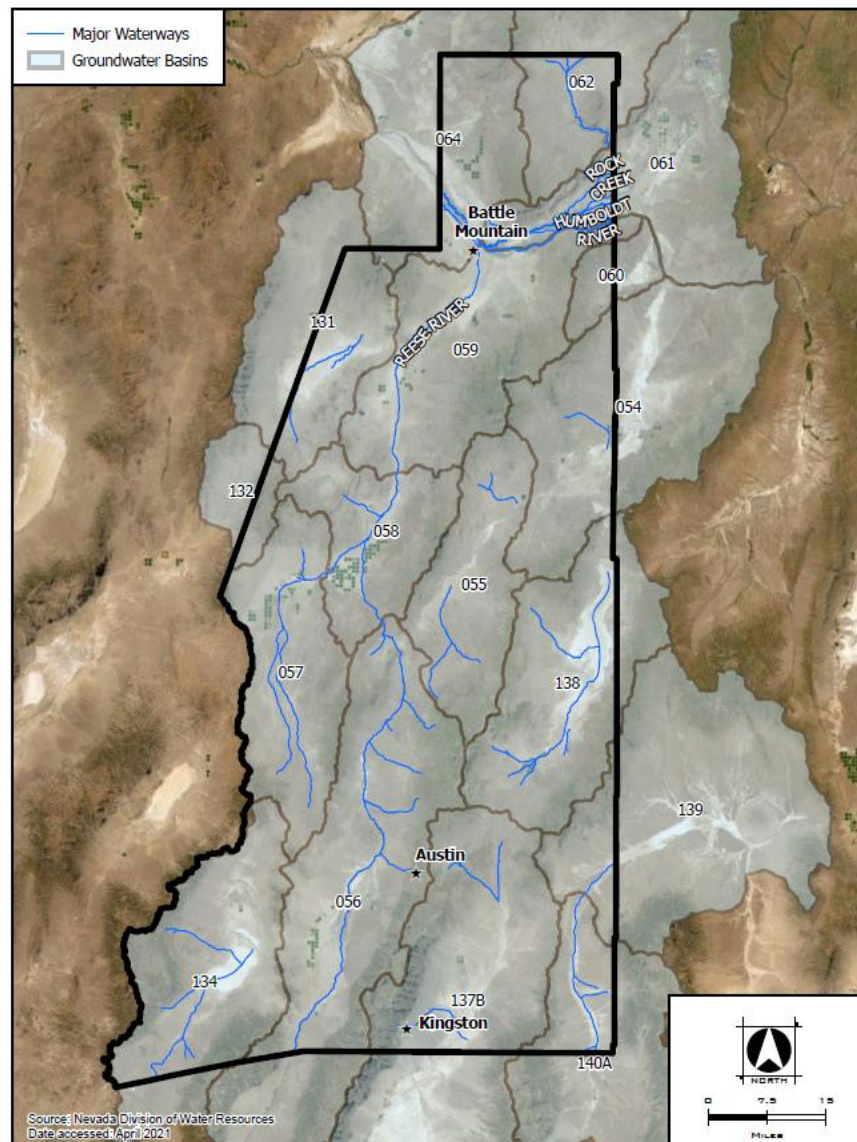 Major Waterways
Groundwater Basins
062
064
061
ROCK
CREEK
Battle
Mountain
HUMBOLDT
RIVER
060
131
REESE RIVER
059
054
132
058
055
057
138
139
Austin
056
134
137B
Kingston
140A
NORTH
0 7.5 15
MILES
Source: Nevada Division of Water Resources
Date accessed: April 2021